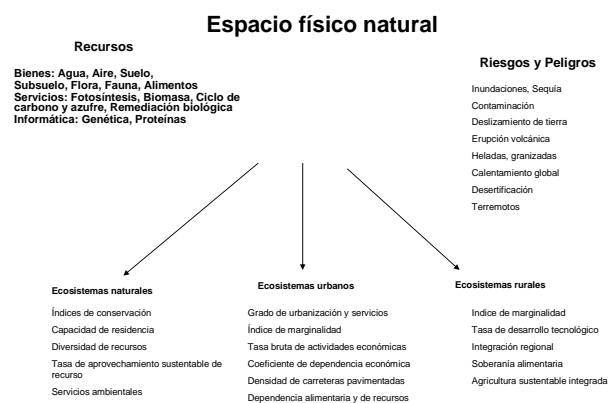 Espacio físico natural
Recursos
Bienes: Agua, Aire, Suelo,
Subsuelo, Flora, Fauna, Alimentos
Servicios: Fotosíntesis, Biomasa, Ciclo de
carbono y azufre, Remediación biológica
Informática: Genética, Proteínas
Riesgos y Peligros
Inundaciones, Sequía
Contaminación
Deslizamiento de tierra
Erupción volcánica
Heladas, granizadas
Calentamiento global
Desertificación
Terremotos
Ecosistemas naturales
Índices de conservación
Capacidad de residencia
Diversidad de recursos
Tasa de aprovechamiento sustentable de
recurso
Servicios ambientales
Ecosistemas urbanos
Grado de urbanización y servicios
Índice de marginalidad
Tasa bruta de actividades económicas
Coeficiente de dependencia económica
Densidad de carreteras pavimentadas
Dependencia alimentaria y de recursos
Ecosistemas rurales
Indice de marginalidad
Tasa de desarrollo tecnológico
Integración regional
Soberanía alimentaria
Agricultura sustentable integrada